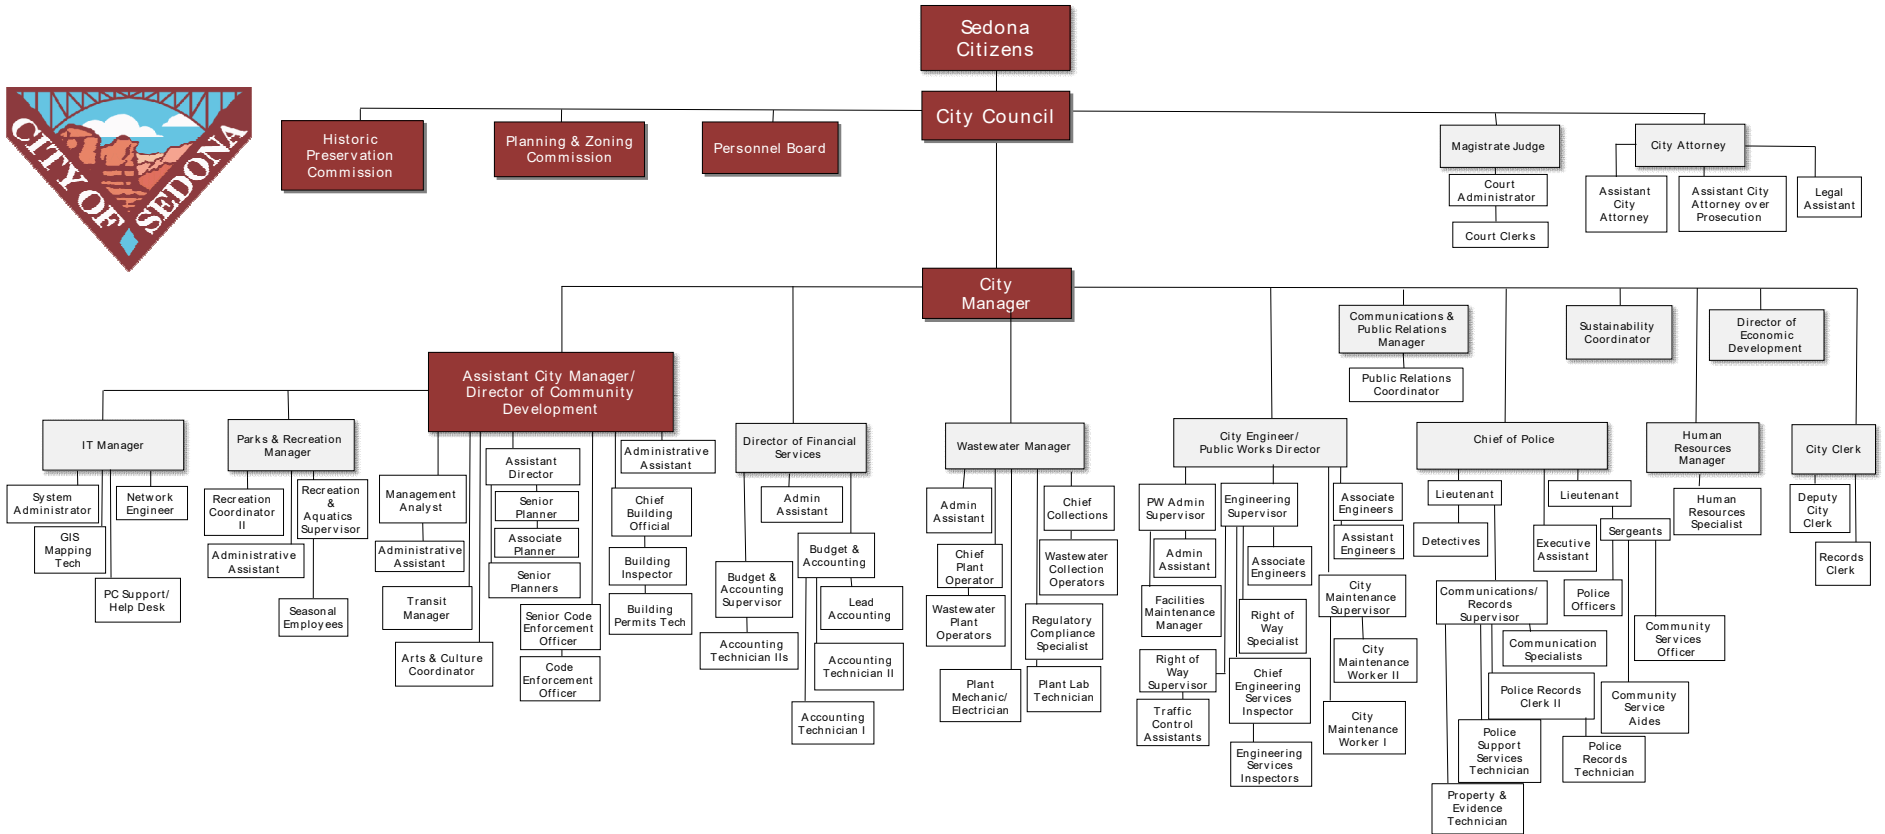 Sedona
Citizens
City Council
Historic
Preservation
Commission
Planning & Zoning
Commission
Personnel Board
Magistrate Judge
City Attorney
Court
Administrator
Court Clerks
Assistant
City
Attorney
Assistant City
Attorney over
Prosecution
Legal
Assistant
CITY OF
SEDONA
City
Manager
Communications &
Public Relations
Manager
Public Relations
Coordinator
Sustainability
Coordinator
Director of
Economic
Development
Assistant City Manager/
Director of Community
Development
IT Manager
System
Administrator
Network
Engineer
GIS
Mapping
Tech
PC Support/
Help Desk
Parks & Recreation
Manager
Recreation
Coordinator
II
Recreation
&
Aquatics
Supervisor
Administrative
Assistant
Seasonal
Employees
Management
Analyst
Administrative
Assistant
Transit
Manager
Arts & Culture
Coordinator
Assistant
Director
Senior
Planner
Associate
Planner
Senior
Planners
Senior Code
Enforcement
Officer
Code
Enforcement
Officer
Administrative
Assistant
Chief
Building
Official
Building
Inspector
Building
Permits Tech
Director of Financial
Services
Admin
Assistant
Budget &
Accounting
Supervisor
Accounting
Technician IIs
Budget &
Accounting
Lead
Accounting
Accounting
Technician II
Accounting
Technician I
Wastewater Manager
Admin
Assistant
Chief
Collections
Chief
Plant
Operator
Wastewater
Collection
Operators
Wastewater
Plant
Operators
Regulatory
Compliance
Specialist
Plant
Mechanic/
Electrician
Plant Lab
Technician
City Engineer/
Public Works Director
PW Admin
Supervisor
Admin
Assistant
Facilities
Maintenance
Manager
Right of
Way
Supervisor
Traffic
Control
Assistants
Engineering
Supervisor
Associate
Engineers
Right of
Way
Specialist
Chief
Engineering
Services
Inspector
Engineering
Services
Inspectors
Associate
Engineers
Assistant
Engineers
City
Maintenance
Supervisor
City
Maintenance
Worker II
City
Maintenance
Worker I
Chief of Police
Lieutenant
Detectives
Communications/
Records
Supervisor
Communication
Specialists
Police Records
Clerk II
Police
Support
Services
Technician
Police
Records
Technician
Property &
Evidence
Technician
Executive
Assistant
Lieutenant
Sergeants
Police
Officers
Community
Services
Officer
Community
Service
Aides
Human
Resources
Manager
Human
Resources
Specialist
City Clerk
Deputy
City
Clerk
Records
Clerk